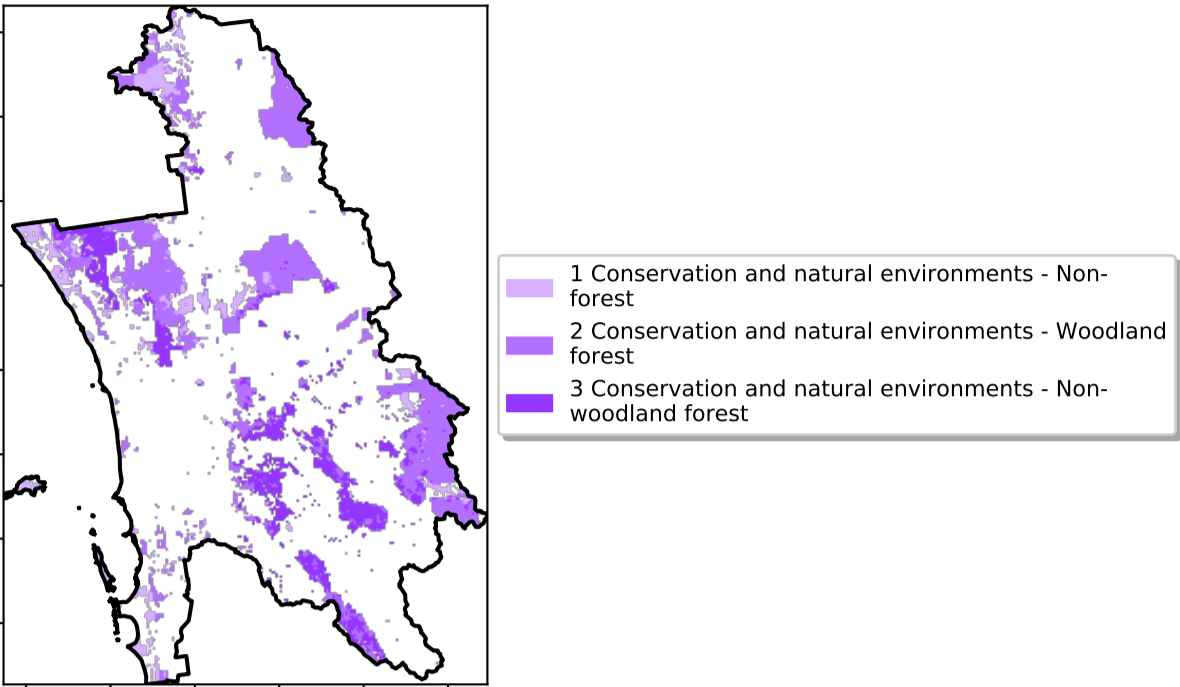 1 Conservation and natural environments - Non-
forest
2 Conservation and natural environments - Woodland
forest
3 Conservation and natural environments - Non-
woodland forest